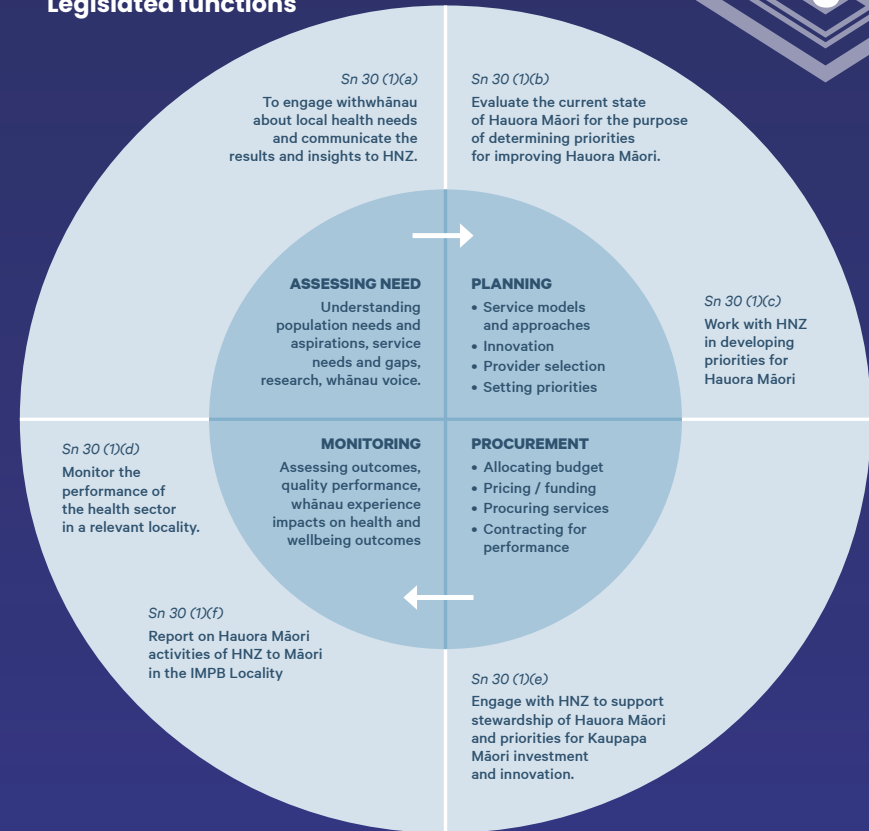 Legislated functions
Sn 30 (1)(a)
To engage withwhānau
about local health needs
and communicate the
results and insights to HNZ.
Sn 30 (1)(b)
Evaluate the current state
of Hauora Māori for the purpose
of determining priorities
for improving Hauora Māori.
ASSESSING NEED
Understanding
population needs and
aspirations, service
needs and gaps,
research, whānau voice.
PLANNING
• Service models
and approaches
• Innovation
• Provider selection
• Setting priorities
Sn 30 (1)(c)
Work with HNZ
in developing
priorities for
Hauora Māori
Sn 30 (1)(d)
Monitor the
performance of
the health sector
in a relevant locality.
MONITORING
Assessing outcomes,
quality performance,
whānau experience
impacts on health and
wellbeing outcomes
PROCUREMENT
• Allocating budget
• Pricing / funding
• Procuring services
• Contracting for
performance
Sn 30 (1)(f)
Report on Hauora Māori
activities of HNZ to Māori
in the IMPB Locality
Sn 30 (1)(e)
Engage with HNZ to support
stewardship of Hauora Māori
and priorities for Kaupapa
Māori investment
and innovation.